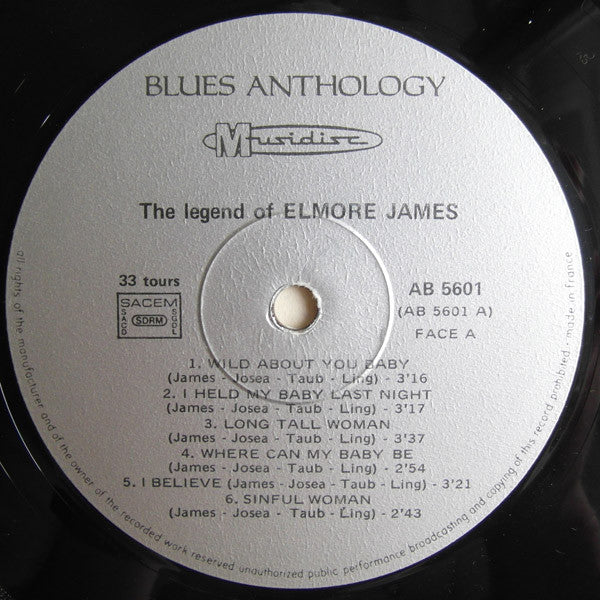 BLUES ANTHOLOGY
Musidisc
The legend of ELMORE JAMES
33 tours
SACEM
SACD
SDRM
SGDL
AB 5601
(AB 5601 A)
FACE A
1. WILD ABOUT YOU BABY
(James - Josea - Taub - Ling) - 3'16
2. I HELD MY BABY LAST NIGHT
(James - Josea - Taub - Ling) - 3'17
3. LONG TALL WOMAN
(James - Josea - Taub - Ling) - 3'37
4. WHERE CAN MY BABY BE
(James - Josea - Taub - Ling) - 2'54
5. I BELIEVE (James - Josea - Taub - Ling) - 3'21
6. SINFUL WOMAN
(James - Josea - Taub - Ling) - 2'43
all rights of the manufacturer and of the owner of the recorded work reserved unauthorized public performance broadcasting and copying of this record prohibited - made in france